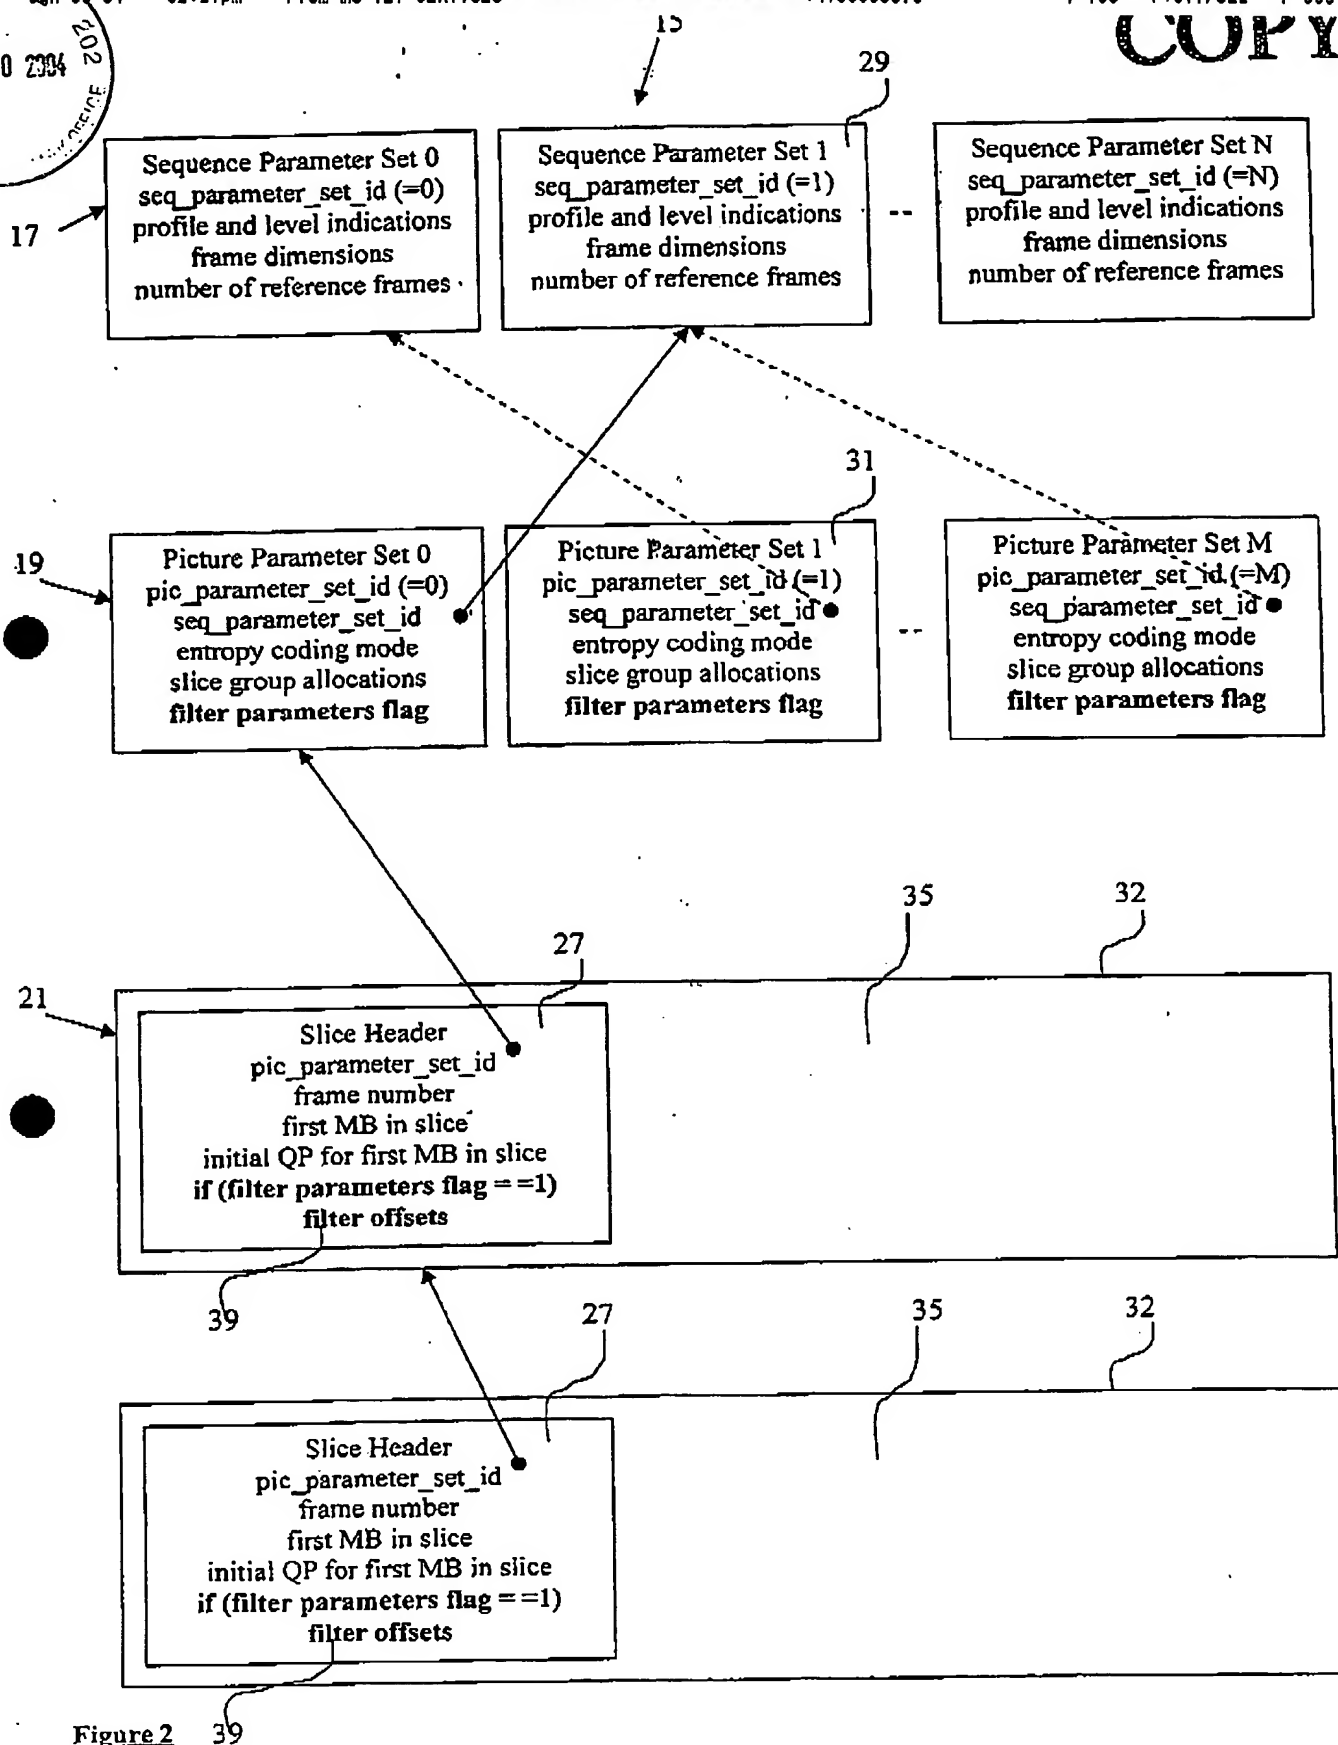 COPY
0 2004
202
15
29
Sequence Parameter Set 0
seq_parameter_set_id (=0)
profile and level indications
frame dimensions
number of reference frames
Sequence Parameter Set 1
seq_parameter_set_id (=1)
profile and level indications
frame dimensions
number of reference frames
--
Sequence Parameter Set N
seq_parameter_set_id (=N)
profile and level indications
frame dimensions
number of reference frames
17
31
19
Picture Parameter Set 0
pic_parameter_set_id (=0)
seq_parameter_set_id
entropy coding mode
slice group allocations
filter parameters flag
Picture Parameter Set 1
pic_parameter_set_id (=1)
seq_parameter set_id
entropy coding mode
slice group allocations
filter parameters flag
--
Picture Parameter Set M
pic_parameter_set_id (=M)
seq_parameter_set_id
entropy coding mode
slice group allocations
filter parameters flag
35
32
27
21
Slice Header
pic_parameter_set_id
frame number
first MB in slice
initial QP for first MB in slice
if (filter parameters flag ==1)
filter offsets
39
27
35
32
Slice Header
pic_parameter_set_id
frame number
first MB in slice
initial QP for first MB in slice
if (filter parameters flag ==1)
filter offsets
Figure 2
39